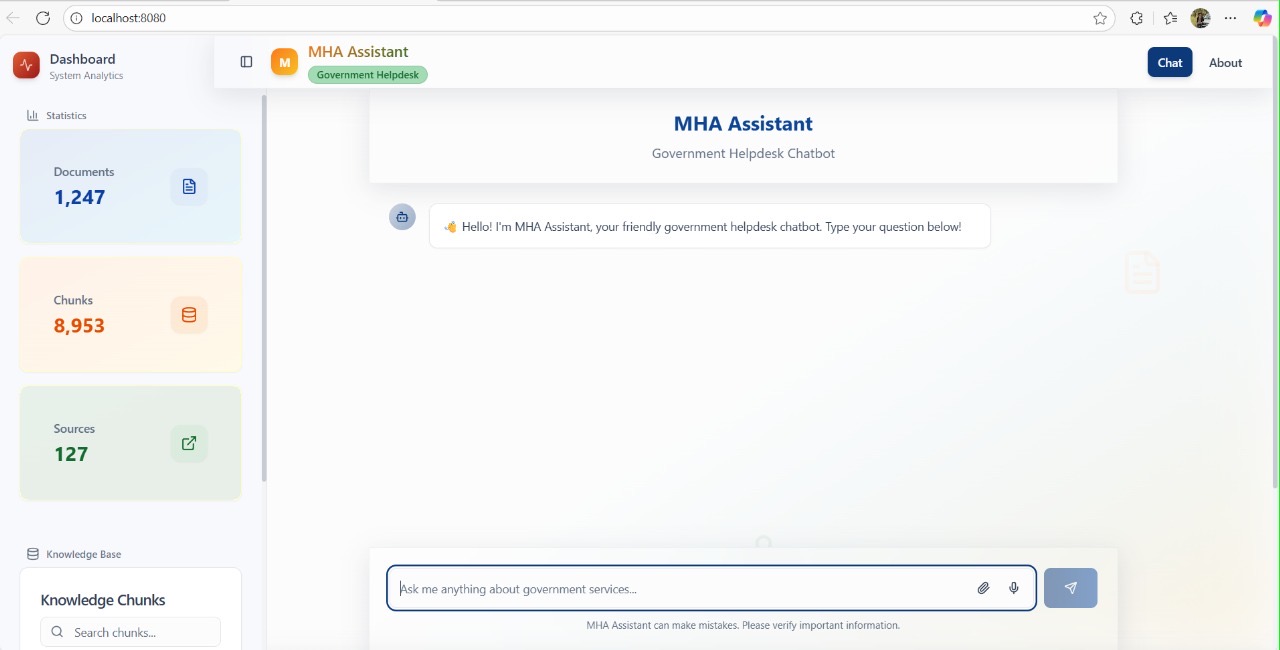 localhost:8080
Dashboard
System Analytics
M
MHA Assistant
Government Helpdesk
Chat
About
Statistics
Documents
1,247
Chunks
8,953
Sources
127
Knowledge Base
Knowledge Chunks
Search chunks...
MHA Assistant
Government Helpdesk Chatbot
👋 Hello! I'm MHA Assistant, your friendly government helpdesk chatbot. Type your question below!
Ask me anything about government services...
MHA Assistant can make mistakes. Please verify important information.